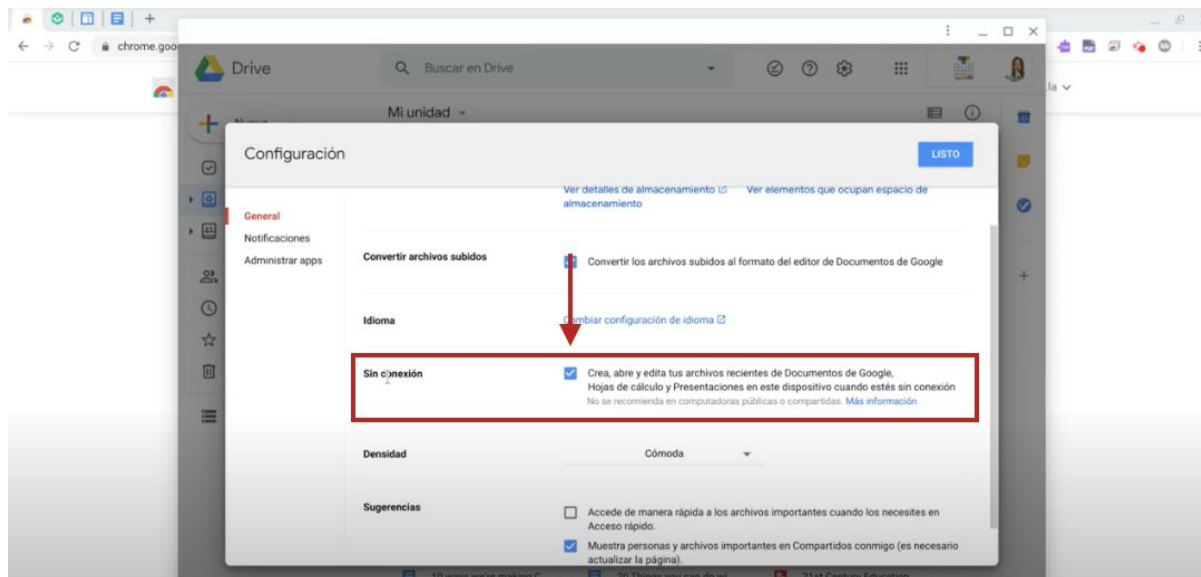 chrome.goo
Drive
Buscar en Drive
Mi unidad
Configuración
LISTO
Ver detalles de almacenamiento
Ver elementos que ocupan espacio de
almacenamiento
General
Notificaciones
Administrar apps
Convertir archivos subidos
Convertir los archivos subidos al formato del editor de Documentos de Google
Idioma
Cambiar configuración de idioma
Sin conexión
Crea, abre y edita tus archivos recientes de Documentos de Google,
Hojas de cálculo y Presentaciones en este dispositivo cuando estés sin conexión
No se recomienda en computadoras públicas o compartidas. Más información
Densidad
Cómoda
Sugerencias
Accede de manera rápida a los archivos importantes cuando los necesites en
Acceso rápido.
Muestra personas y archivos importantes en Compartidos conmigo (es necesario
actualizar la página).